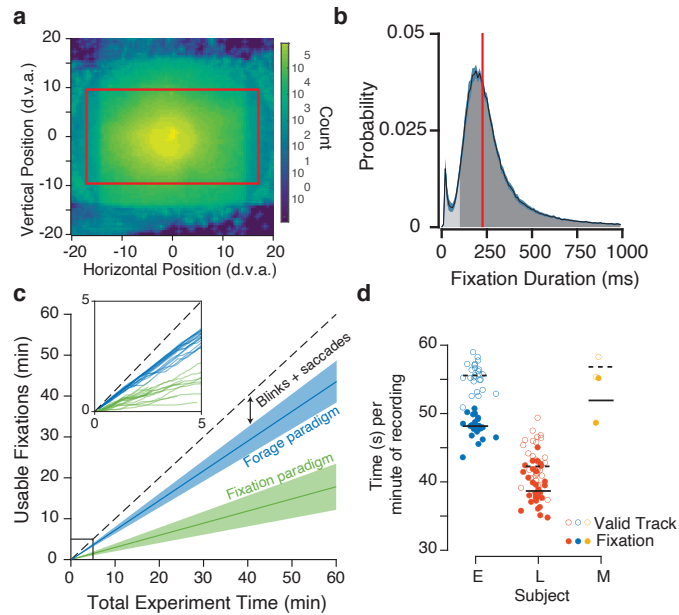 a
20
10
0
-10
-20
-20
-10
0
10
20
Vertical Position (d.v.a.)
Horizontal Position (d.v.a.)
5
10
4
10
3
10
2
10
1
10
0
10
Count
b
0.05
0.025
0
0
250
500
750
1000
Probability
Fixation Duration (ms)
c
60
50
40
30
20
10
0
0
10
20
30
40
50
60
Usable Fixations (min)
Total Experiment Time (min)
5
0
0
5
Blinks + saccades
Forage paradigm
Fixation paradigm
d
60
50
40
30
Time (s) per
minute of recording
Valid Track
Fixation
E
L
M
Subject